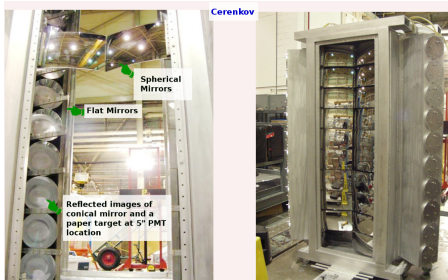 Cerenkov
Spherical
Mirrors
Flat Mirrors
Reflected images of
conical mirror and a
paper target at 5" PMT
location